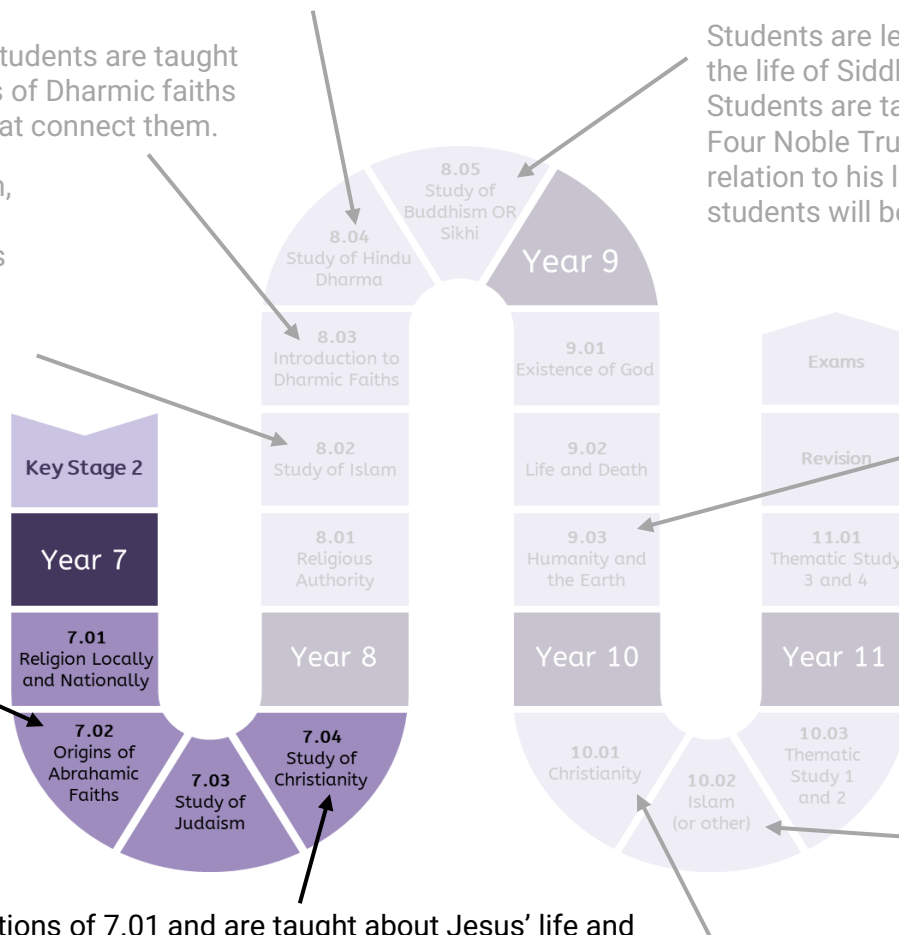 tudents are taught
s of Dharmic faiths
at connect them.
Students are le
the life of Sidd
Students are ta
Four Noble Tru
relation to his l
students will be
8.05
Study of
Buddhism OR
Sikhi
8.04
Study of Hindu
Dharma
Year 9
8.03
Introduction to
Dharmic Faiths
9.01
Existence of God
Exams
8.02
Study of Islam
9.02
Life and Death
Revision
Key Stage 2
Year 7
8.01
Religious
Authority
9.03
Humanity and
the Earth
11.01
Thematic Study
3 and 4
7.01
Religion Locally
and Nationally
Year 8
Year 10
Year 11
7.02
Origins of
Abrahamic
Faiths
7.03
Study of
Judaism
7.04
Study of
Christianity
10.01
Christianity
10.02
Islam
(or other)
10.03
Thematic
Study 1
and 2
tions of 7.01 and are taught about Jesus' life and